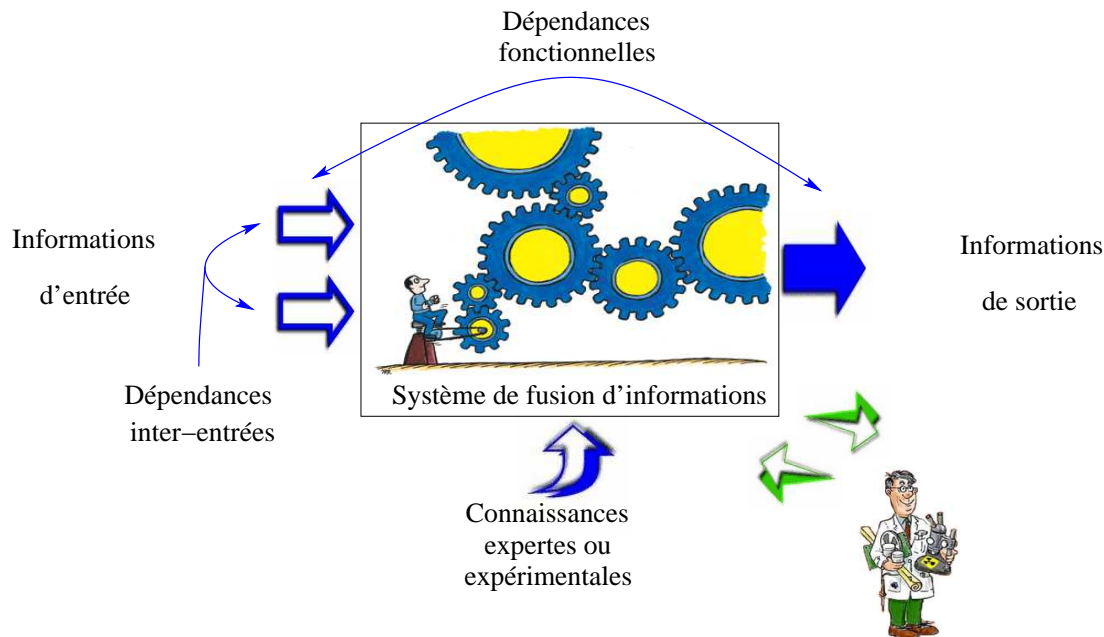 Dépendances
fonctionnelles
Informations
d'entrée
Informations
de sortie
Dépendances
inter−entrées
Système de fusion d'informations
Connaissances
expertes ou
expérimentales